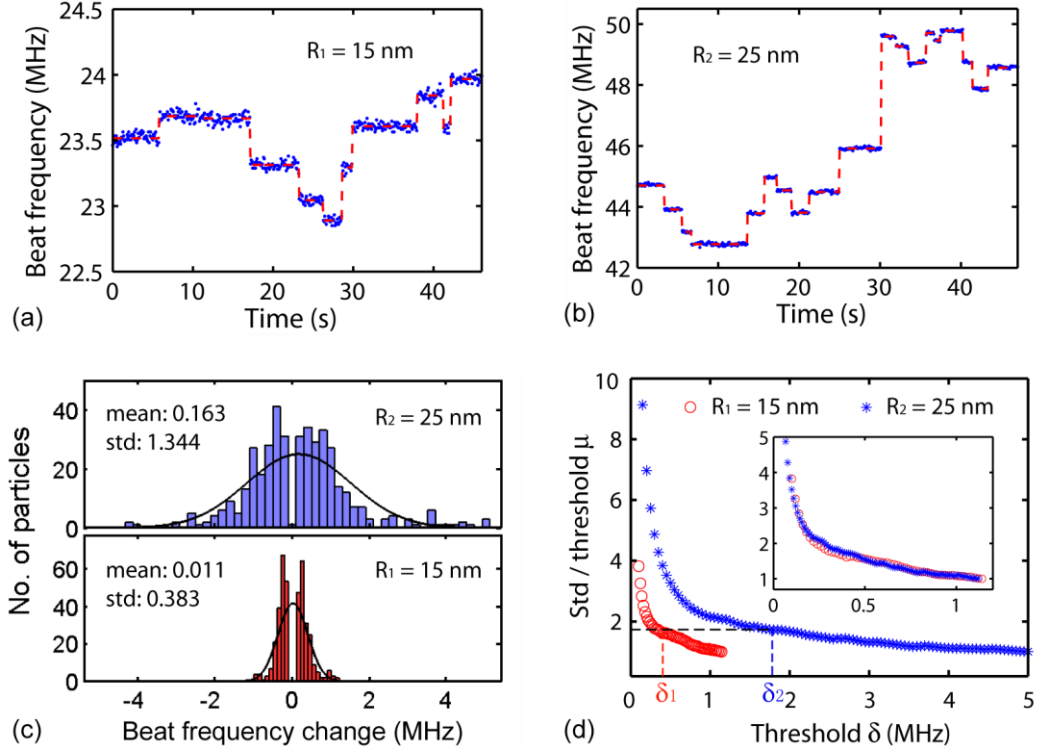 24.5
24
23.5
23
22.5
Beat frequency (MHz)
R1 = 15 nm
0 10 20 30 40
Time (s)
(a)
50
48
46
44
42
Beat frequency (MHz)
R2 = 25 nm
0 10 20 30 40
Time (s)
(b)
No. of particles
40
20
0
mean: 0.163
std: 1.344
R2 = 25 nm
60
40
20
0
mean: 0.011
std: 0.383
R1 = 15 nm
-4 -2 0 2 4
Beat frequency change (MHz)
(c)
10
8
6
4
2
Std / threshold μ
R1 = 15 nm R2 = 25 nm
5
4
3
2
1
0 0.5 1
0 1 2 3 4 5
δ1 δ2
Threshold δ (MHz)
(d)